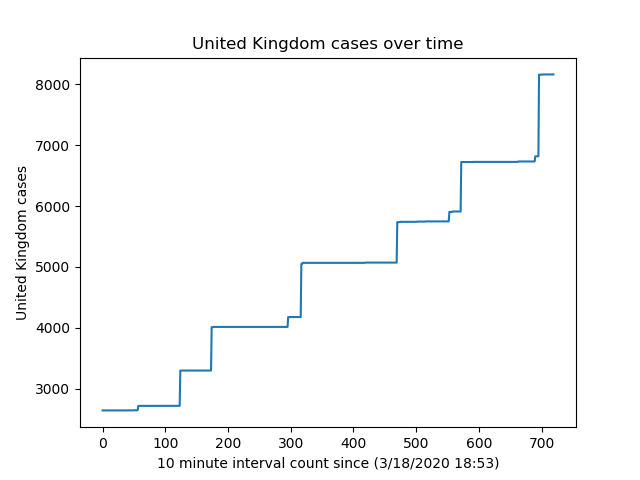 United Kingdom cases over time
8000
7000
6000
5000
4000
3000
United Kingdom cases
0 100 200 300 400 500 600 700
10 minute interval count since (3/18/2020 18:53)